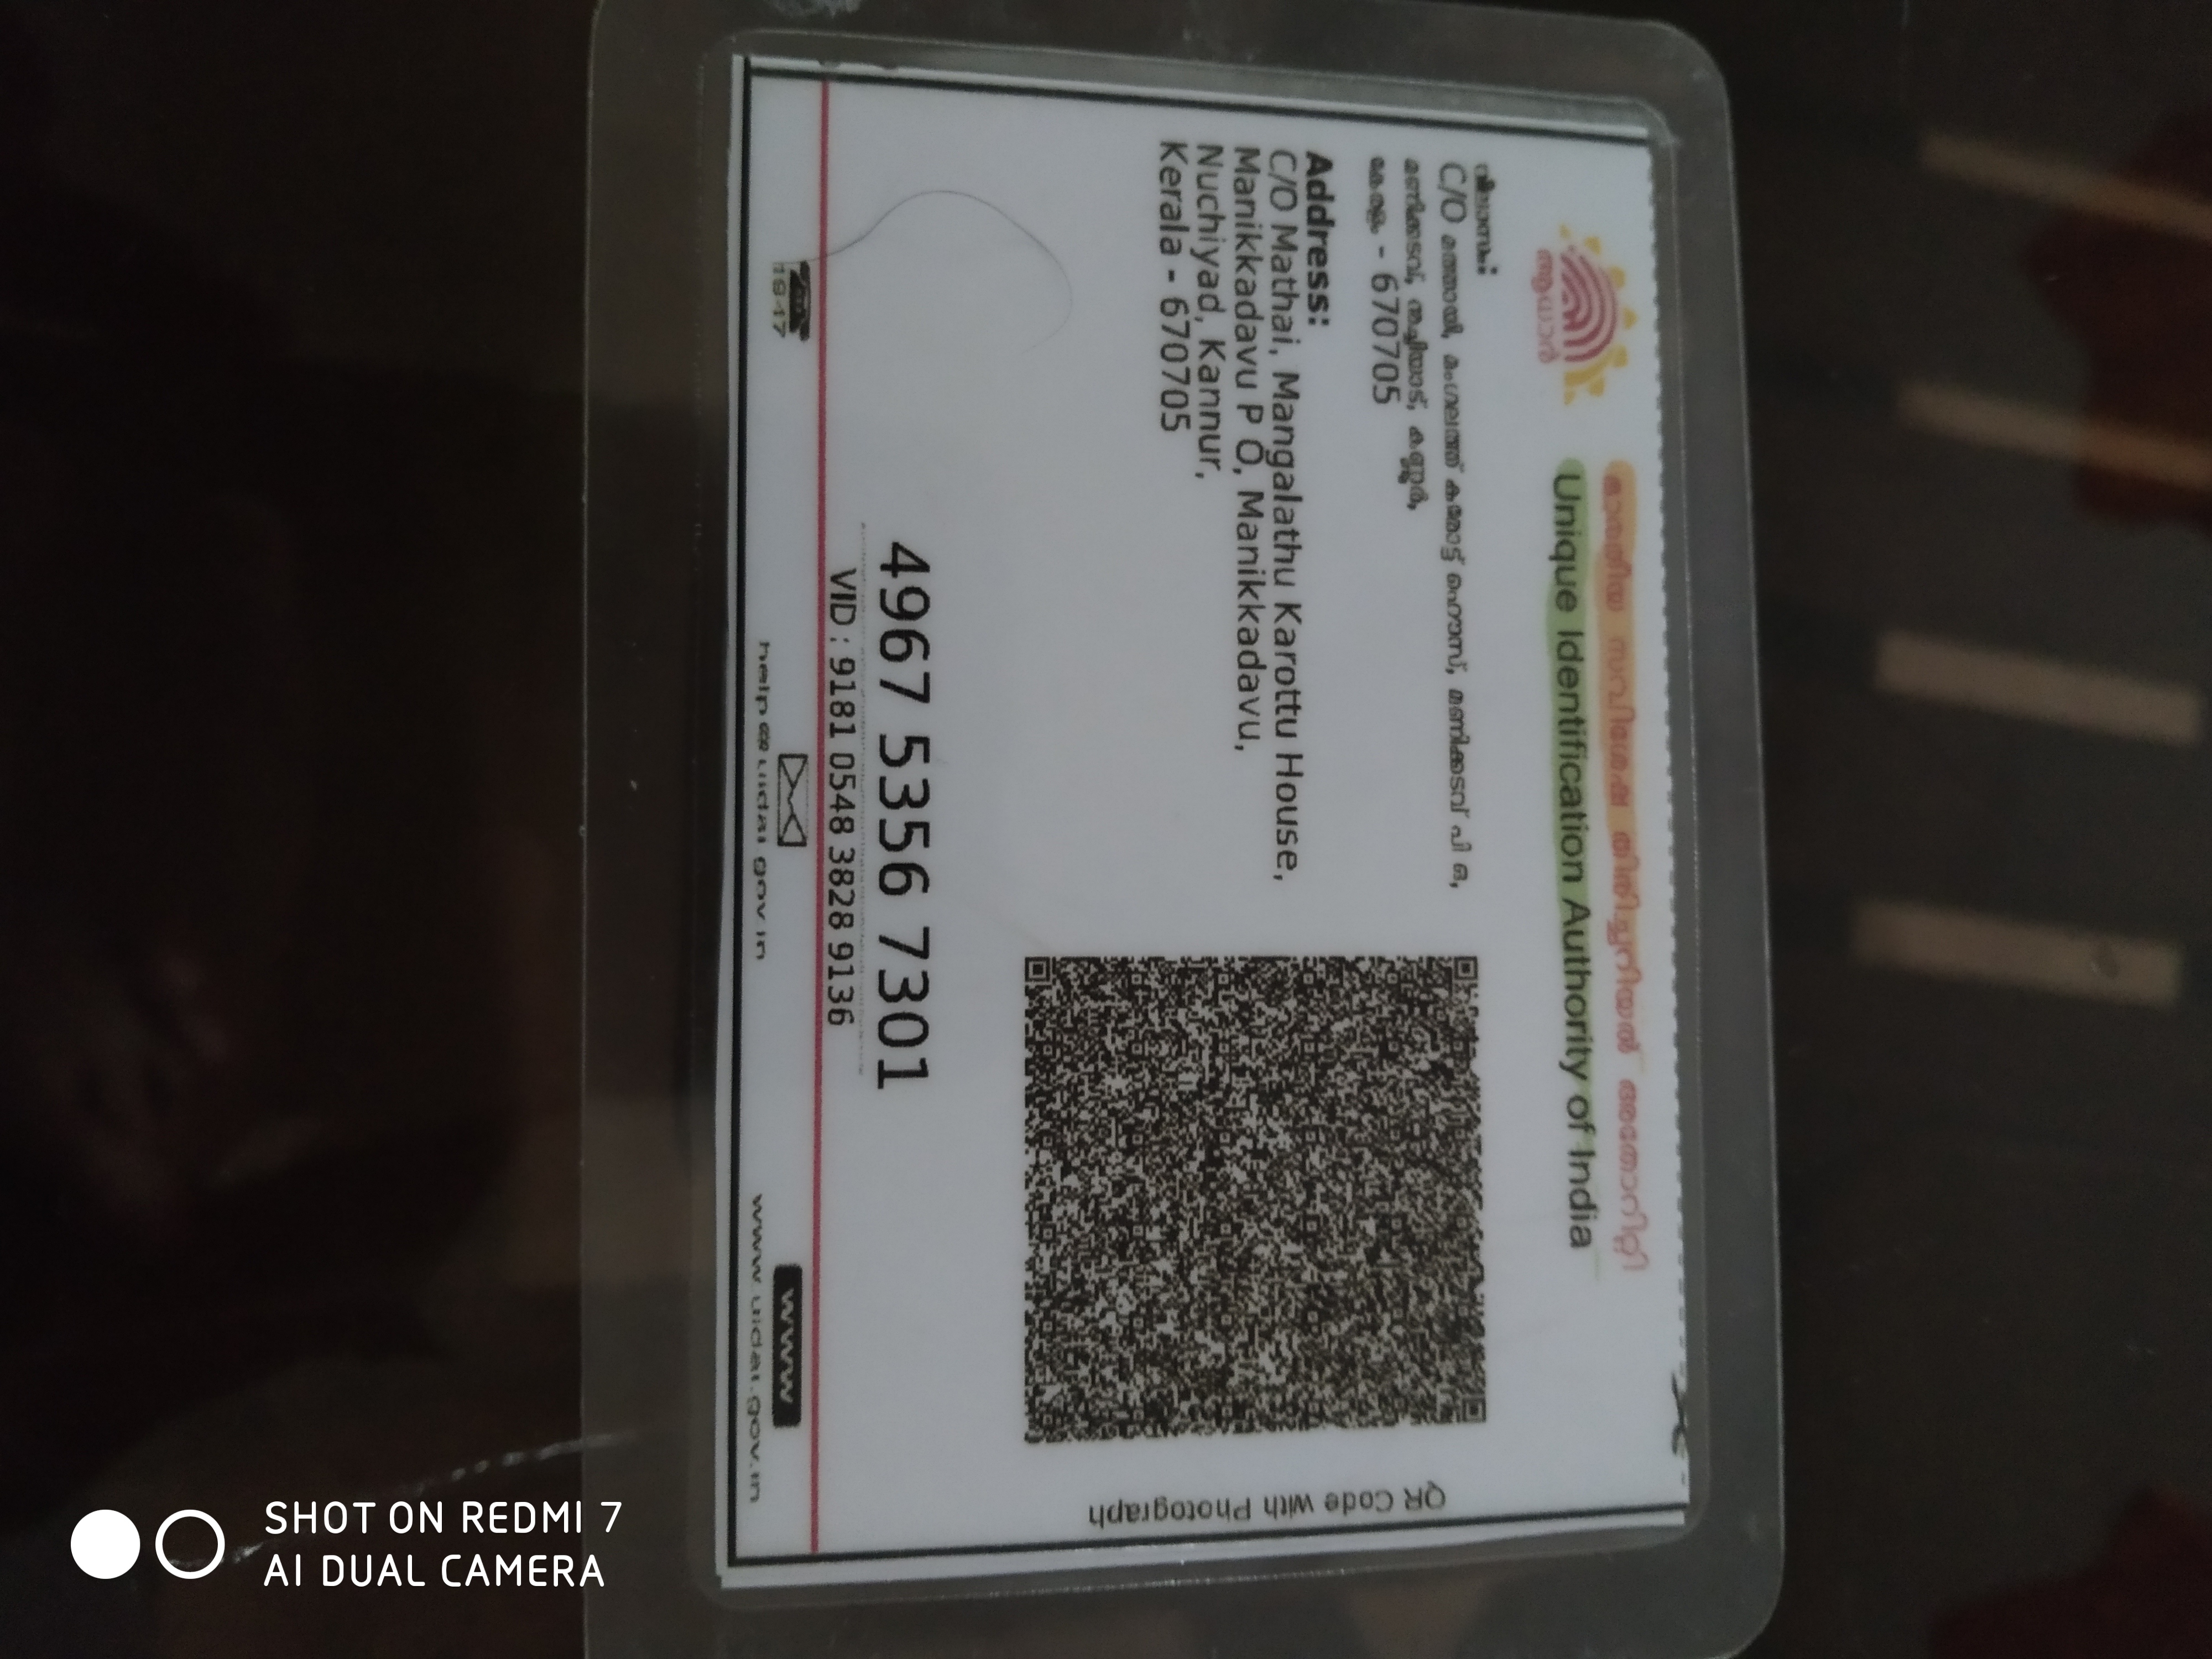 ആധാർ
ഭാരതീയ സവിശേഷ തിരിച്ചറിയൽ അതോറിറ്റി
Unique Identification Authority of India
വിലാസം:
C/O മത്തായി, മംഗലത്ത് കരോട്ട് ഹൌസ്, മണിക്കടവ് പി ഒ,
മണിക്കടവ്, നുച്ചിയാട്, കണ്ണൂർ,
കേരളം - 670705
Address:
C/O Mathai, Mangalathu Karottu House,
Manikkadavu P O, Manikkadavu,
Nuchiyad, Kannur,
Kerala - 670705
QR Code with Photograph
4967 5356 7301
VID : 9181 0548 3828 9136
1947
help@uidai.gov.in
www
www.uidai.gov.in
SHOT ON REDMI 7
AI DUAL CAMERA